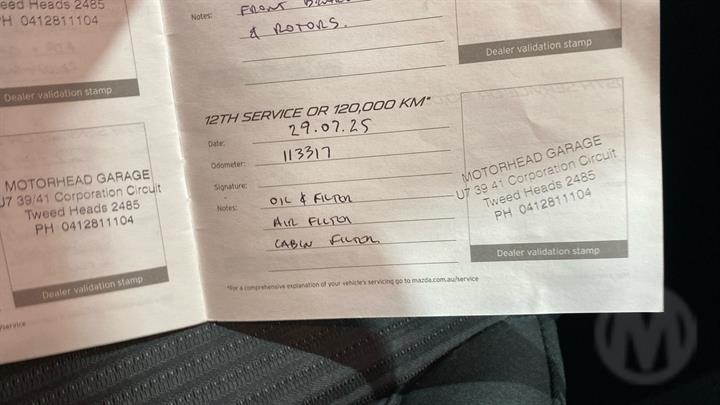 eed Heads 2485
PH 0412811104
Dealer validation stamp
MOTORHEAD GARAGE
U7 39/41 Corporation Circuit
Tweed Heads 2485
PH 0412811104
Dealer validation stamp
/service
Notes:
FRONT
& ROTORS.
Dealer validation stamp
12TH SERVICE OR 120,000 KM*
Date: 29.07.25
Odometer: 113317
Signature:
Notes: OIL & FILTER
AIR FILTER
CABIN FILTER
MOTORHEAD GARAGE
U7 39 41 Corporation Circuit
Tweed Heads 2485
PH 0412811104
Dealer validation stamp
*For a comprehensive explanation of your vehicle's servicing go to mazda.com.au/service
M